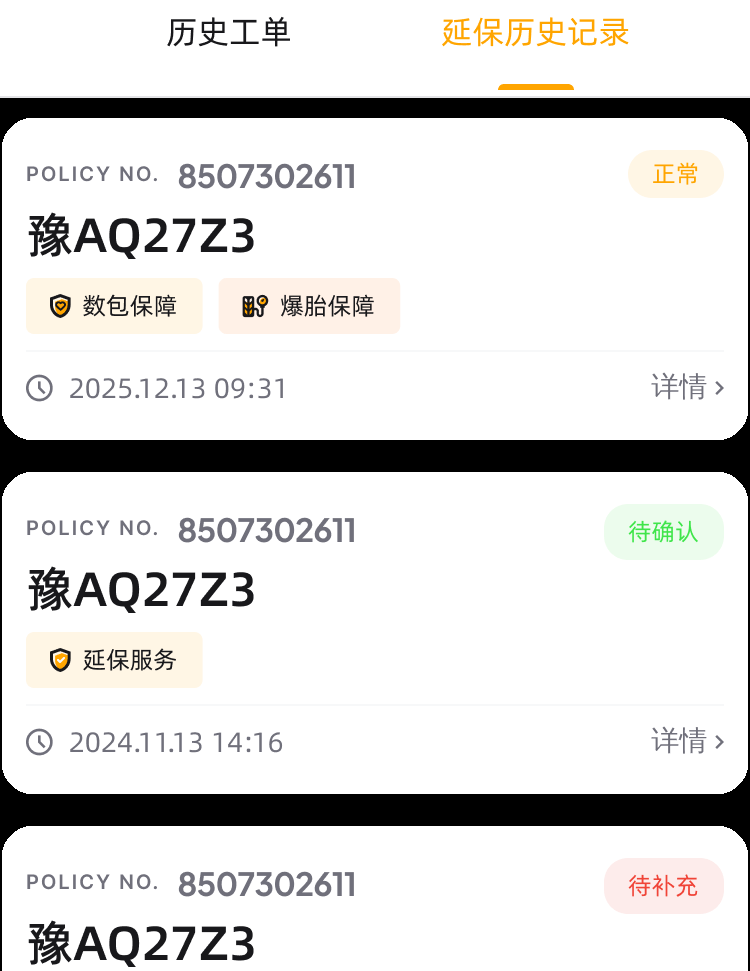 历史工单 延保历史记录
POLICY NO. 8507302611 正常
豫AQ27Z3
数包保障 爆胎保障
2025.12.13 09:31 详情
POLICY NO. 8507302611 待确认
豫AQ27Z3
延保服务
2024.11.13 14:16 详情
POLICY NO. 8507302611 待补充
豫AQ27Z3